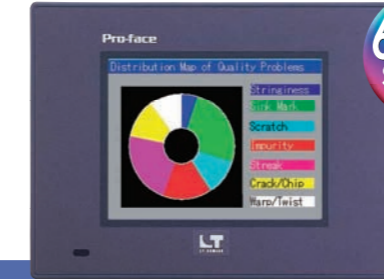 Pro-face
Distribution Map of Quality Problems
Stringiness
Sink Mark
Scratch
Impurity
Streak
Crack/Chip
Warp/Twist
LT